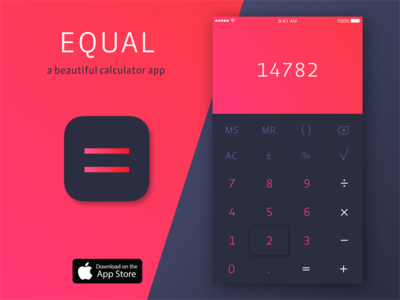 EQUAL
a beautiful calculator app
Download on the
App Store
9:41 AM
100%
14782
MS MR ( )
AC ± % √
7 8 9 ÷
4 5 6 ×
1 2 3 −
0 . = +